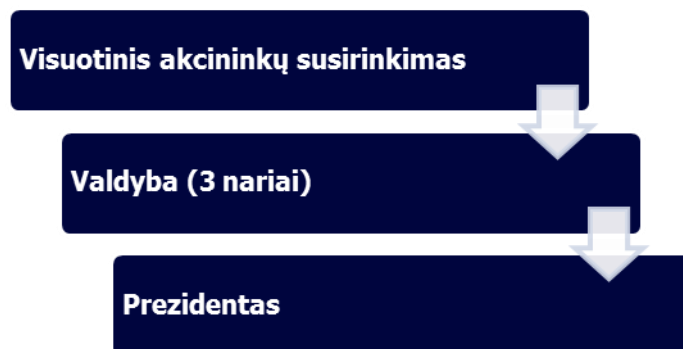 Visuotinis akcininkų susirinkimas
Valdyba (3 nariai)
Prezidentas